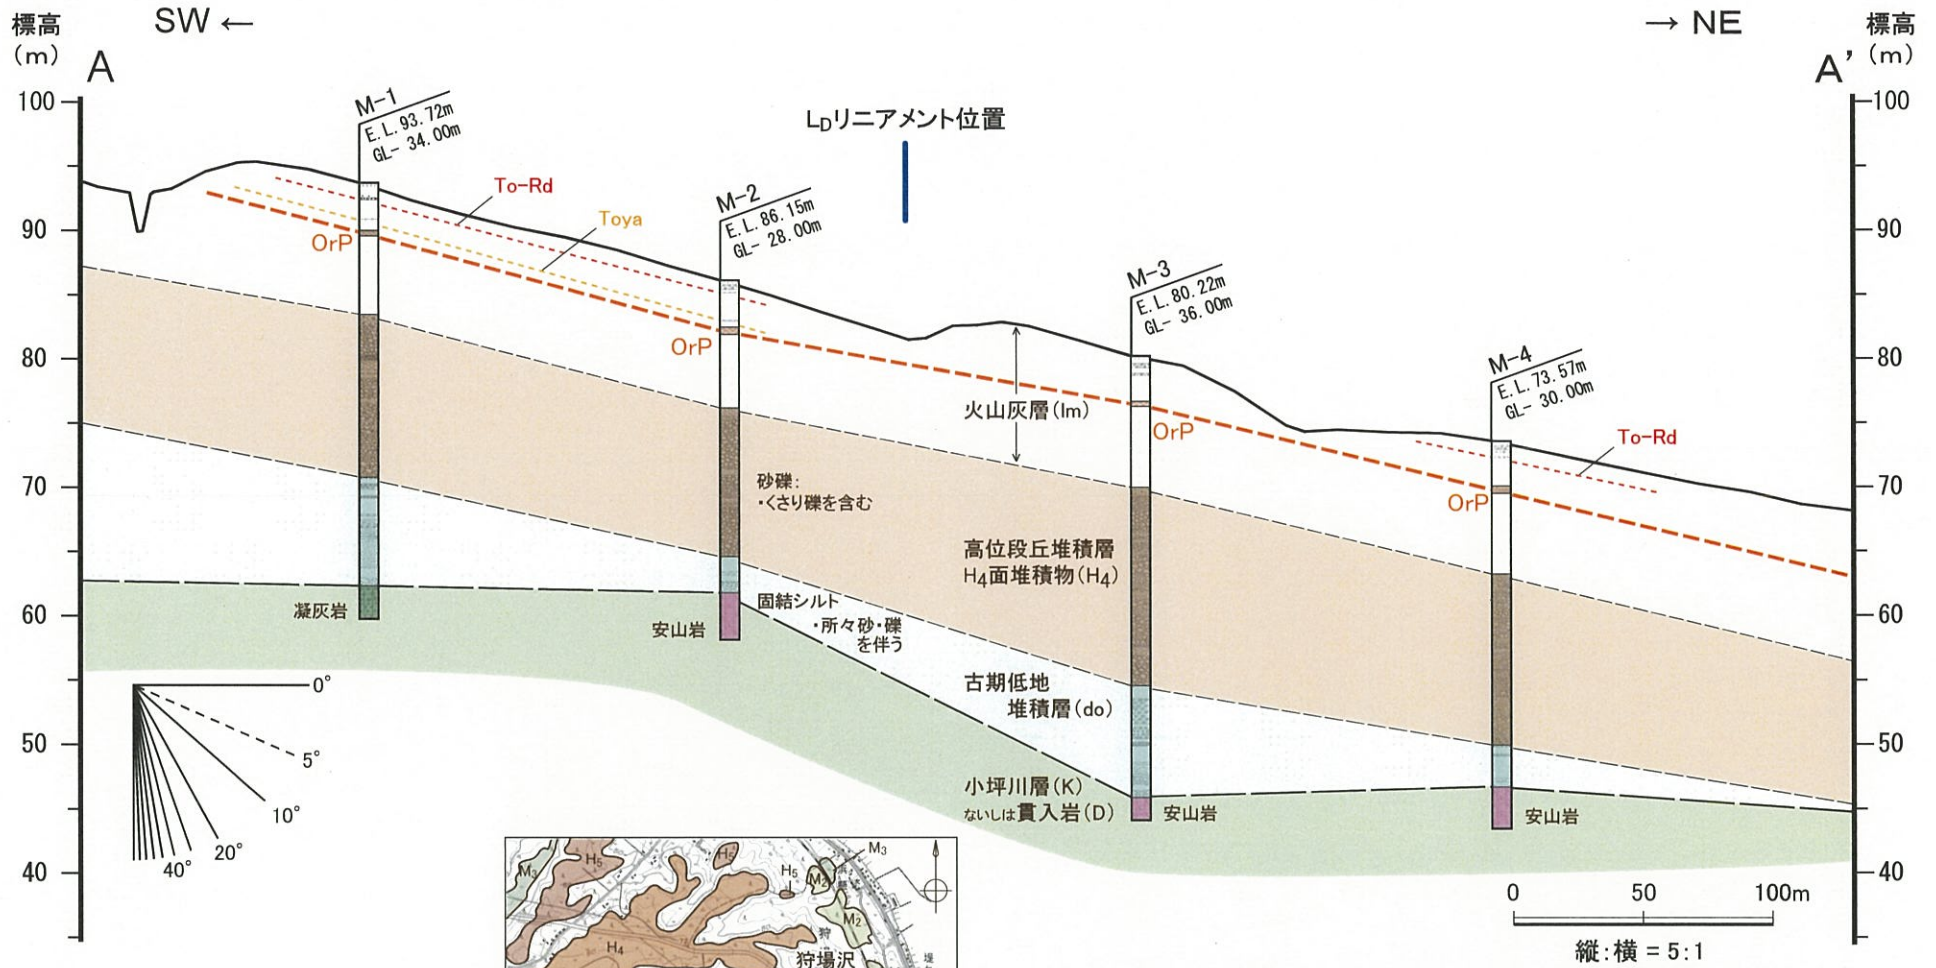 標高
(m)
SW ←
→ NE
標高
(m)
A
A'
100
90
80
70
60
50
40
100
90
80
70
60
50
40
M-1
E.L. 93.72m
GL- 34.00m
M-2
E.L. 86.15m
GL- 28.00m
LDリニアメント位置
M-3
E.L. 80.22m
GL- 36.00m
M-4
E.L. 73.57m
GL- 30.00m
To-Rd
Toya
OrP
OrP
OrP
OrP
To-Rd
火山灰層(lm)
砂礫:
・くさり礫を含む
高位段丘堆積層
H4面堆積物(H4)
固結シルト
・所々砂・礫
を伴う
古期低地
堆積層(do)
小坪川層(K)
ないしは貫入岩(D)
凝灰岩
安山岩
安山岩
安山岩
0°
5°
10°
20°
40°
0 50 100m
縦:横 = 5:1
M3
H5
H5
H5
M2
M3
M2
H4
狩
狩場沢
堤